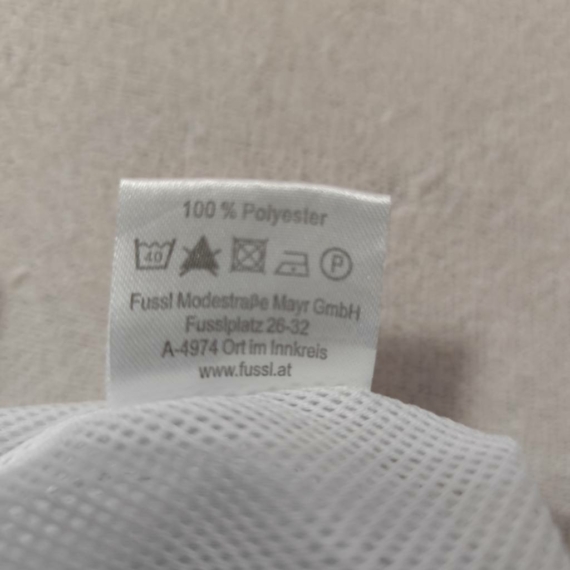 100 % Polyester
40 P
Fussl Modestraße Mayr GmbH
Fusslplatz 26-32
A-4974 Ort im Innkreis
www.fussl.at